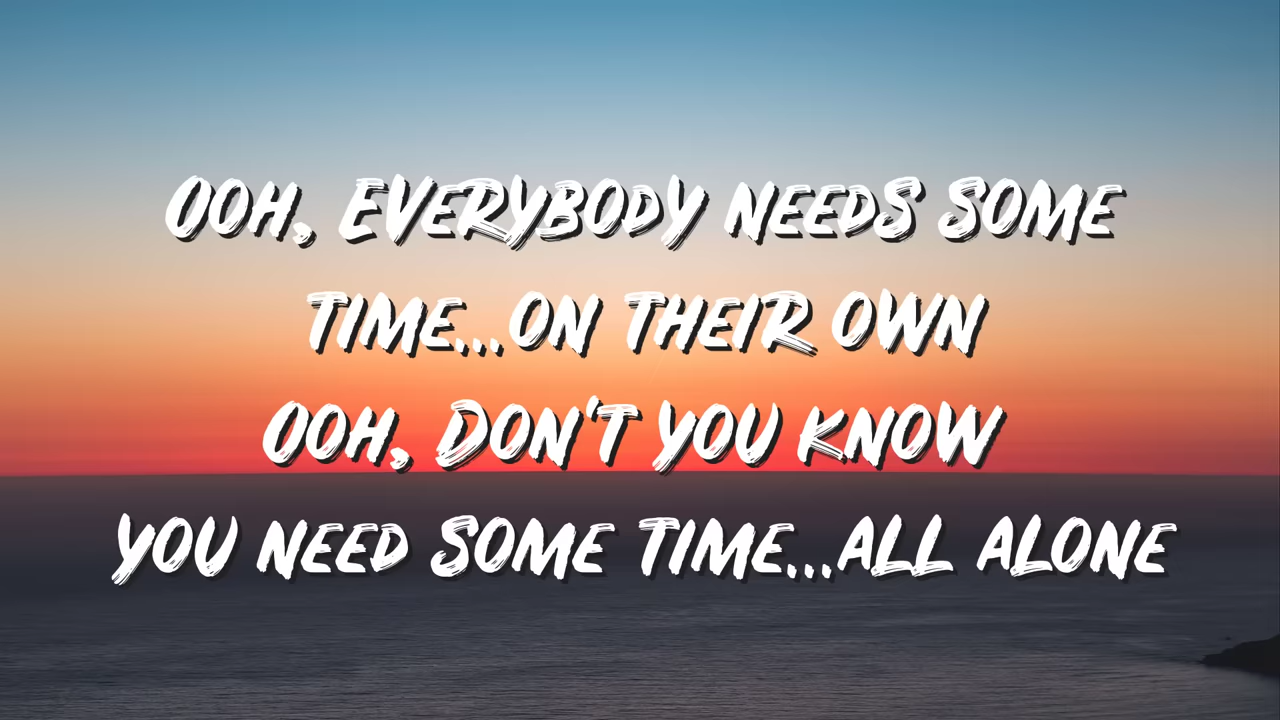 OOH, EVERYBODY NEEDS SOME
TIME...ON THEIR OWN
OOH, DON'T YOU KNOW
YOU NEED SOME TIME...ALL ALONE